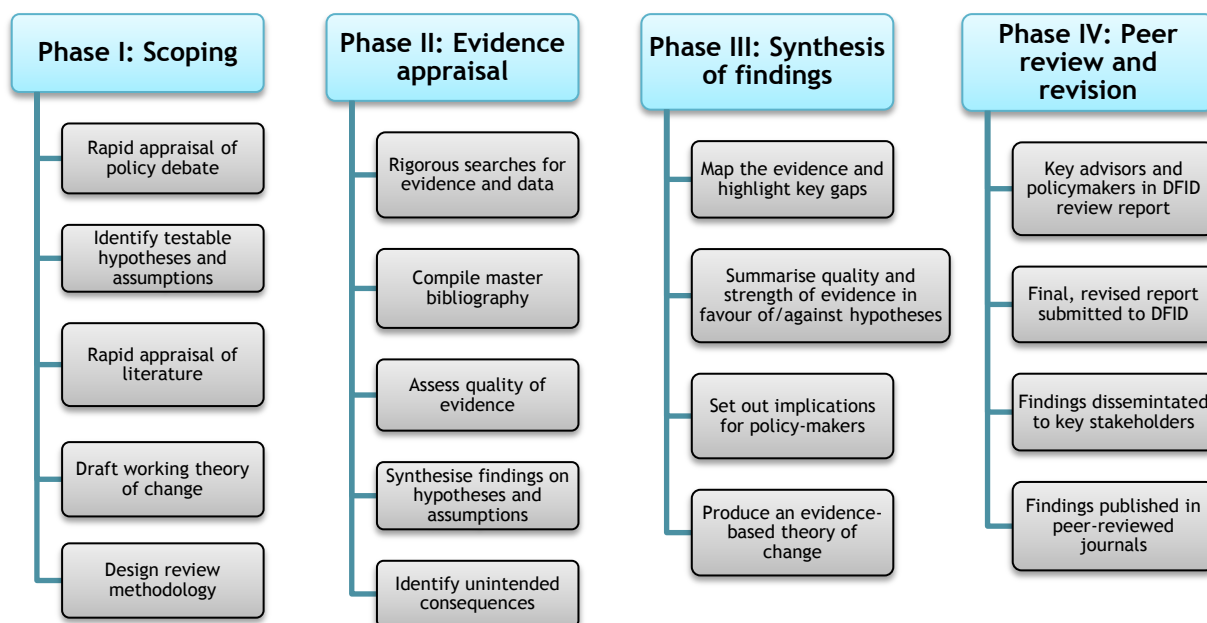 Phase I: Scoping
Rapid appraisal of
policy debate
Identify testable
hypotheses and
assumptions
Rapid appraisal of
literature
Draft working theory
of change
Design review
methodology
Phase II: Evidence
appraisal
Rigorous searches for
evidence and data
Compile master
bibliography
Assess quality of
evidence
Synthesise findings on
hypotheses and
assumptions
Identify unintended
consequences
Phase III: Synthesis
of findings
Map the evidence and
highlight key gaps
Summarise quality and
strength of evidence in
favour of/against hypotheses
Set out implications
for policy-makers
Produce an evidence-
based theory of
change
Phase IV: Peer
review and
revision
Key advisors and
policymakers in DFID
review report
Final, revised report
submitted to DFID
Findings dissemintated
to key stakeholders
Findings published in
peer-reviewed
journals